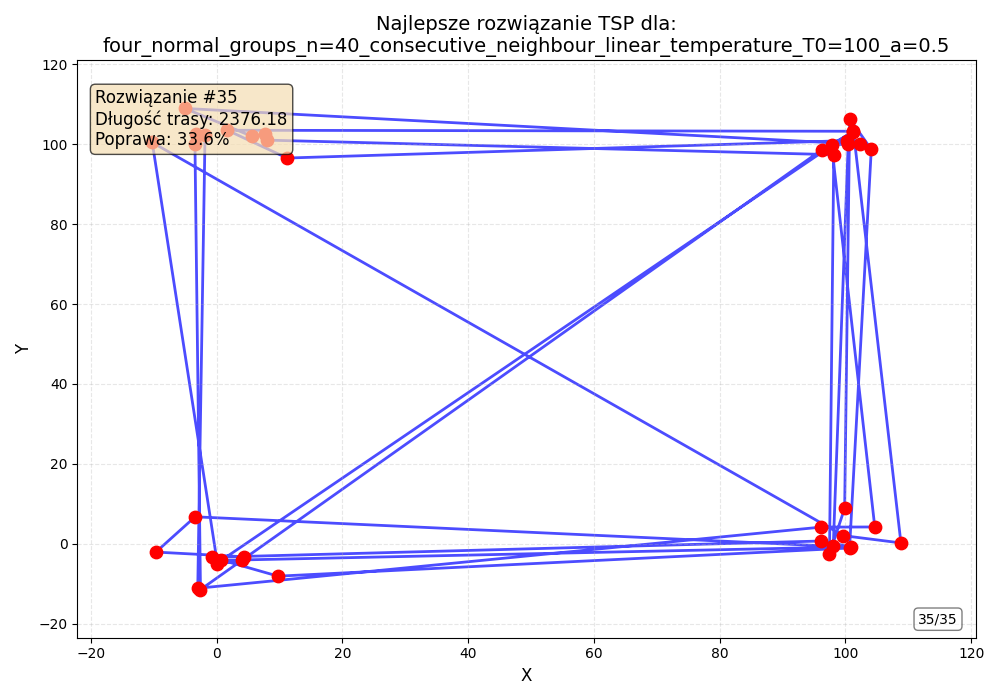 Najlepsze rozwiązanie TSP dla:
four_normal_groups_n=40_consecutive_neighbour_linear_temperature_T0=100_a=0.5
Rozwiązanie #35
Długość trasy: 2376.18
Poprawa: 33.6%
120
100
80
60
40
20
0
−20
Y
−20
0
20
40
60
80
100
120
X
35/35